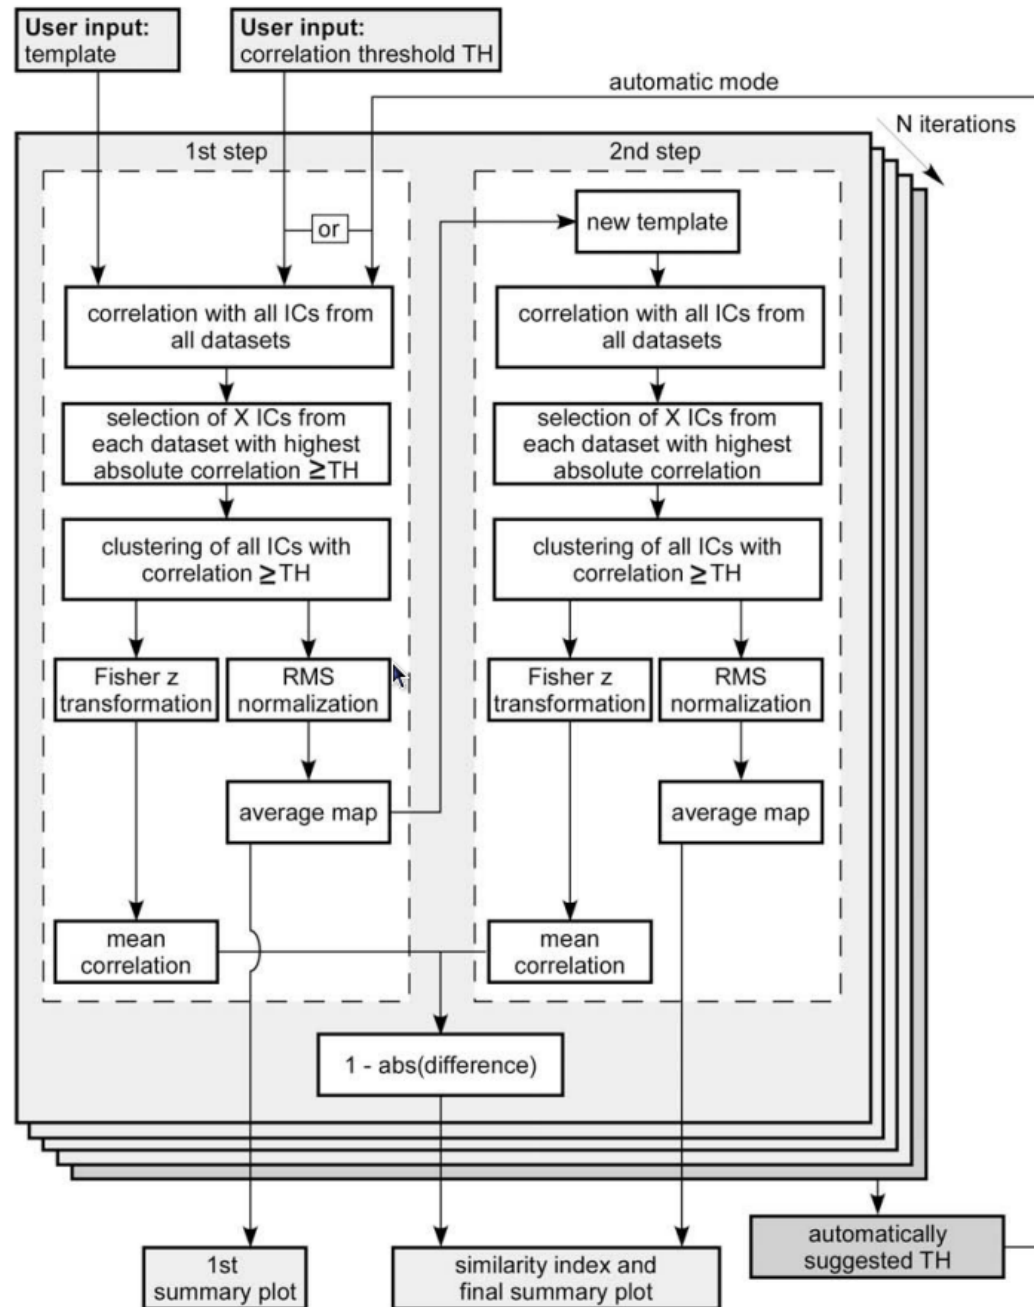 User input:
template
User input:
correlation threshold TH
automatic mode
N iterations
1st step
2nd step
or
new template
correlation with all ICs from
all datasets
correlation with all ICs from
all datasets
selection of X ICs from
each dataset with highest
absolute correlation ≥TH
selection of X ICs from
each dataset with highest
absolute correlation
clustering of all ICs with
correlation ≥TH
clustering of all ICs with
correlation ≥TH
Fisher z
transformation
RMS
normalization
Fisher z
transformation
RMS
normalization
average map
average map
mean
correlation
mean
correlation
1 - abs(difference)
1st
summary plot
similarity index and
final summary plot
automatically
suggested TH